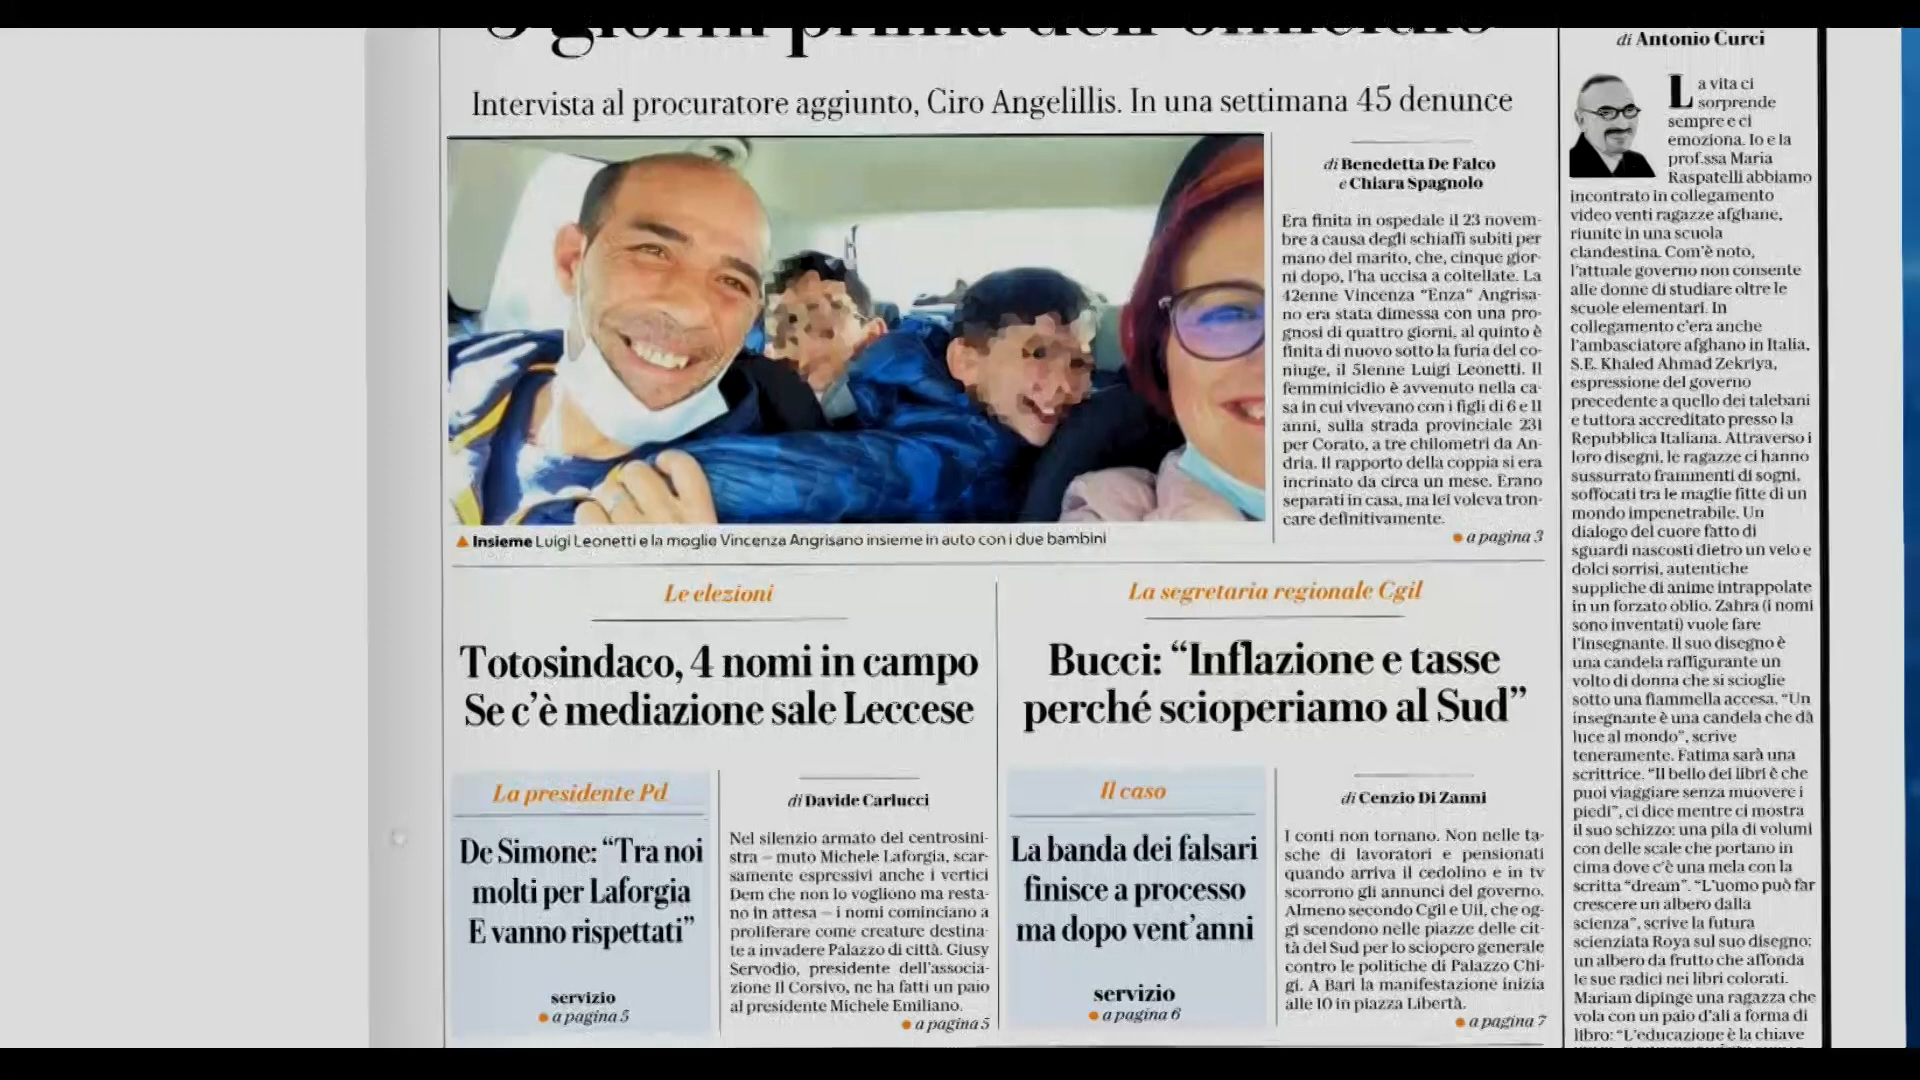 5 giorni prima dell'omicidio
Intervista al procuratore aggiunto, Ciro Angelillis. In una settimana 45 denunce
di Benedetta De Falco
e Chiara Spagnolo
Era finita in ospedale il 23 novem-
bre a causa degli schiaffi subiti per
mano del marito, che, cinque gior-
ni dopo, l'ha uccisa a coltellate. La
42enne Vincenza "Enza" Angrisa-
no era stata dimessa con una pro-
gnosi di quattro giorni, al quinto è
finita di nuovo sotto la furia del co-
niuge, il 51enne Luigi Leonetti. Il
femminicidio è avvenuto nella ca-
sa in cui vivevano con i figli di 6 e 11
anni, sulla strada provinciale 231
per Corato, a tre chilometri da An-
dria. Il rapporto della coppia si era
incrinato da circa un mese. Erano
separati in casa, ma lei voleva tron-
care definitivamente.
a pagina 3
Insieme Luigi Leonetti e la moglie Vincenza Angrisano insieme in auto con i due bambini
Le elezioni
Totosindaco, 4 nomi in campo
Se c'è mediazione sale Leccese
La presidente Pd
De Simone: "Tra noi
molti per Laforgia
E vanno rispettati"
servizio
a pagina 5
di Davide Carlucci
Nel silenzio armato del centrosini-
stra – muto Michele Laforgia, scar-
samente espressivi anche i vertici
Dem che non lo vogliono ma resta-
no in attesa – i nomi cominciano a
proliferare come creature destina-
te a invadere Palazzo di città. Giusy
Servodio, presidente dell'associa-
zione Il Corsivo, ne ha fatti un paio
al presidente Michele Emiliano.
a pagina 5
La segretaria regionale Cgil
Bucci: "Inflazione e tasse
perché scioperiamo al Sud"
Il caso
La banda dei falsari
finisce a processo
ma dopo vent'anni
servizio
a pagina 6
di Cenzio Di Zanni
I conti non tornano. Non nelle ta-
sche di lavoratori e pensionati
quando arriva il cedolino e in tv
scorrono gli annunci del governo.
Almeno secondo Cgil e Uil, che og-
gi scendono nelle piazze delle cit-
tà del Sud per lo sciopero generale
contro le politiche di Palazzo Chi-
gi. A Bari la manifestazione inizia
alle 10 in piazza Libertà.
a pagina 7
di Antonio Curci
La vita ci
sorprende
sempre e ci
emoziona. Io e la
prof.ssa Maria
Raspatelli abbiamo
incontrato in collegamento
video venti ragazze afghane,
riunite in una scuola
clandestina. Com'è noto,
l'attuale governo non consente
alle donne di studiare oltre le
scuole elementari. In
collegamento c'era anche
l'ambasciatore afghano in Italia,
S.E. Khaled Ahmad Zekriya,
espressione del governo
precedente a quello dei talebani
e tuttora accreditato presso la
Repubblica Italiana. Attraverso i
loro disegni, le ragazze ci hanno
sussurrato frammenti di sogni,
soffocati tra le maglie fitte di un
mondo impenetrabile. Un
dialogo del cuore fatto di
sguardi nascosti dietro un velo e
dolci sorrisi, autentiche
suppliche di anime intrappolate
in un forzato oblio. Zahra (i nomi
sono inventati) vuole fare
l'insegnante. Il suo disegno è
una candela raffigurante un
volto di donna che si scioglie
sotto una fiammella accesa. "Un
insegnante è una candela che dà
luce al mondo", scrive
teneramente. Fatima sarà una
scrittrice. "Il bello dei libri è che
puoi viaggiare senza muovere i
piedi", ci dice mentre ci mostra
il suo schizzo: una pila di volumi
con delle scale che portano in
cima dove c'è una mela con la
scritta "dream". "L'uomo può far
crescere un albero dalla
scienza", scrive la futura
scienziata Roya sul suo disegno:
un albero da frutto che affonda
le sue radici nei libri colorati.
Mariam dipinge una ragazza che
vola con un paio d'ali a forma di
libro: "L'educazione è la chiave